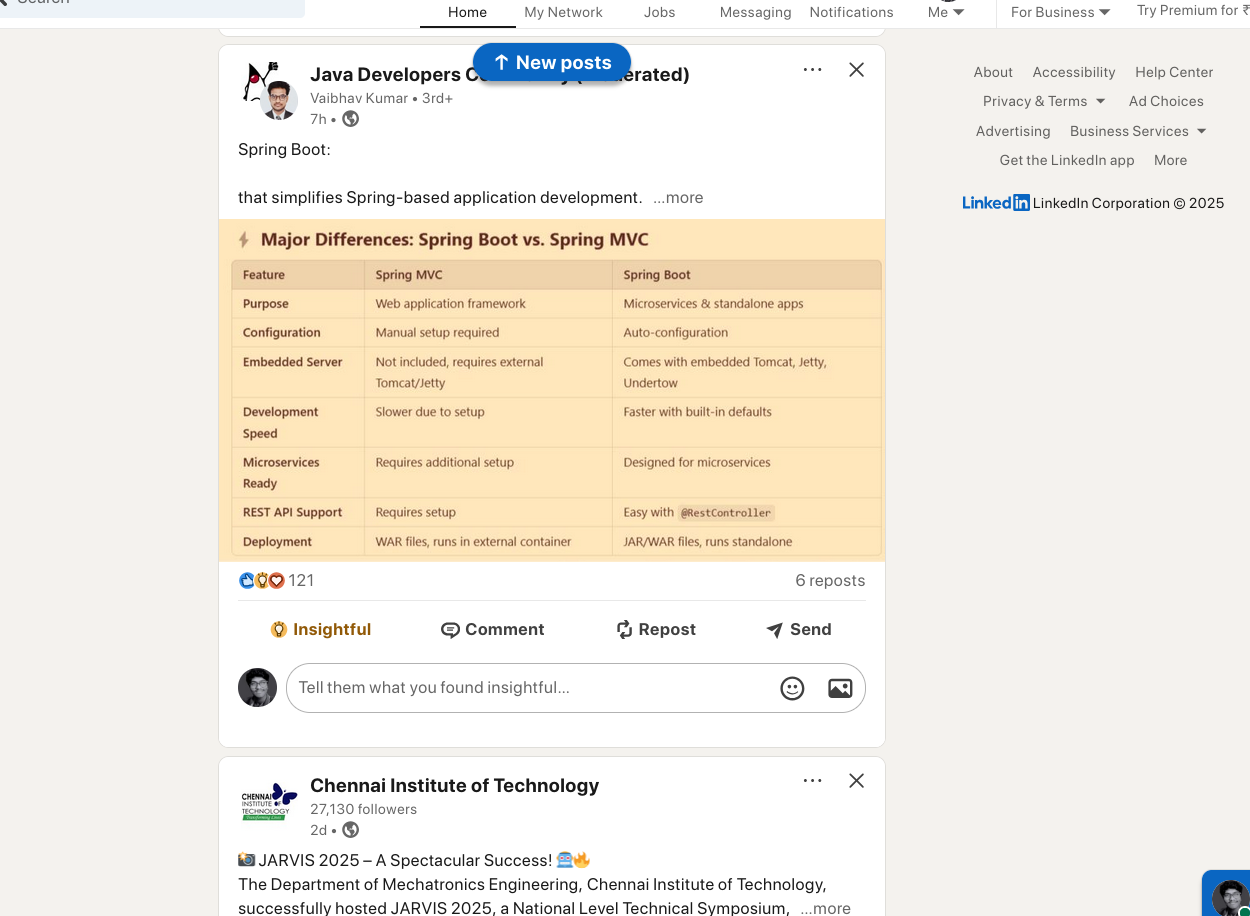 Search
Home
My Network
Jobs
Messaging
Notifications
Me
For Business
Try Premium for ₹
↑ New posts
Java Developers C (erated)
Vaibhav Kumar • 3rd+
7h •
Spring Boot:
that simplifies Spring-based application development. ...more
Major Differences: Spring Boot vs. Spring MVC
Feature Spring MVC Spring Boot
Purpose Web application framework Microservices & standalone apps
Configuration Manual setup required Auto-configuration
Embedded Server Not included, requires external Comes with embedded Tomcat, Jetty,
Tomcat/Jetty Undertow
Development Slower due to setup Faster with built-in defaults
Speed
Microservices Requires additional setup Designed for microservices
Ready
REST API Support Requires setup Easy with @RestController
Deployment WAR files, runs in external container JAR/WAR files, runs standalone
121 6 reposts
Insightful Comment Repost Send
Tell them what you found insightful...
CHENNAI
INSTITUTE OF
TECHNOLOGY
Transforming Lives
Chennai Institute of Technology
27,130 followers
2d •
📸 JARVIS 2025 – A Spectacular Success! 🤖🔥
The Department of Mechatronics Engineering, Chennai Institute of Technology,
successfully hosted JARVIS 2025, a National Level Technical Symposium, ...more
About Accessibility Help Center
Privacy & Terms Ad Choices
Advertising Business Services
Get the LinkedIn app More
LinkedIn LinkedIn Corporation © 2025